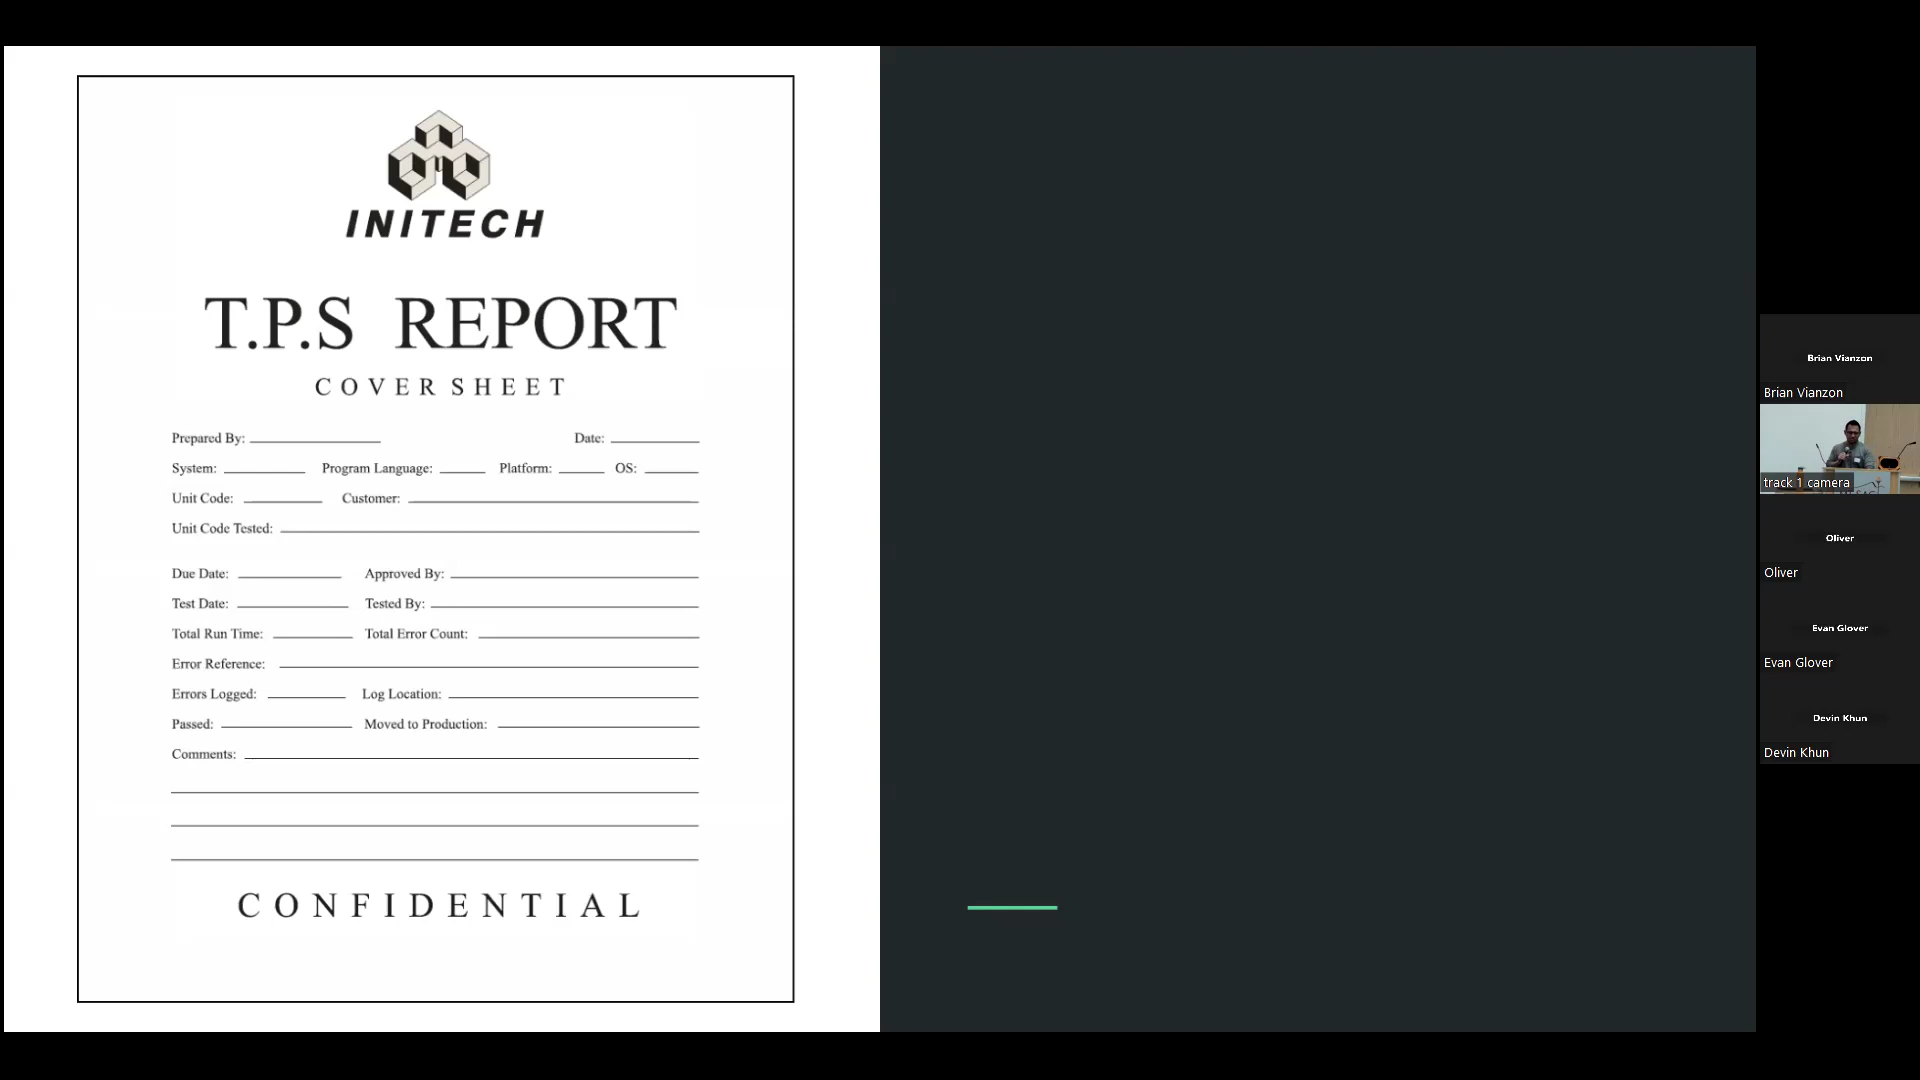 INITECH
T.P.S REPORT
COVER SHEET
Prepared By: Date:
System: Program Language: Platform: OS:
Unit Code: Customer:
Unit Code Tested:
Due Date: Approved By:
Test Date: Tested By:
Total Run Time: Total Error Count:
Error Reference:
Errors Logged: Log Location:
Passed: Moved to Production:
Comments:
CONFIDENTIAL
Brian Vianzon
Brian Vianzon
track 1 camera
Oliver
Oliver
Evan Glover
Evan Glover
Devin Khun
Devin Khun